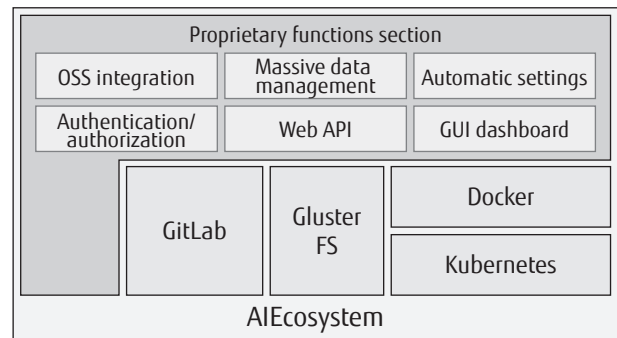 Proprietary functions section
OSS integration
Massive data
management
Automatic settings
Authentication/
authorization
Web API
GUI dashboard
GitLab
Gluster
FS
Docker
Kubernetes
AIEcosystem